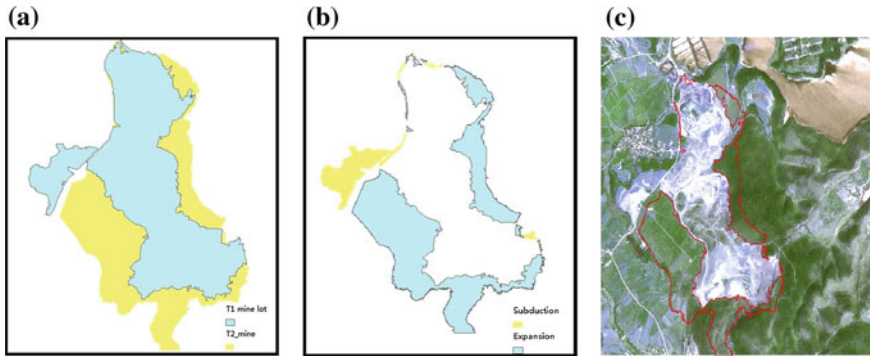 (a)
(b)
(c)
T1 mine lot
T2_mine
Subduction
Expansion